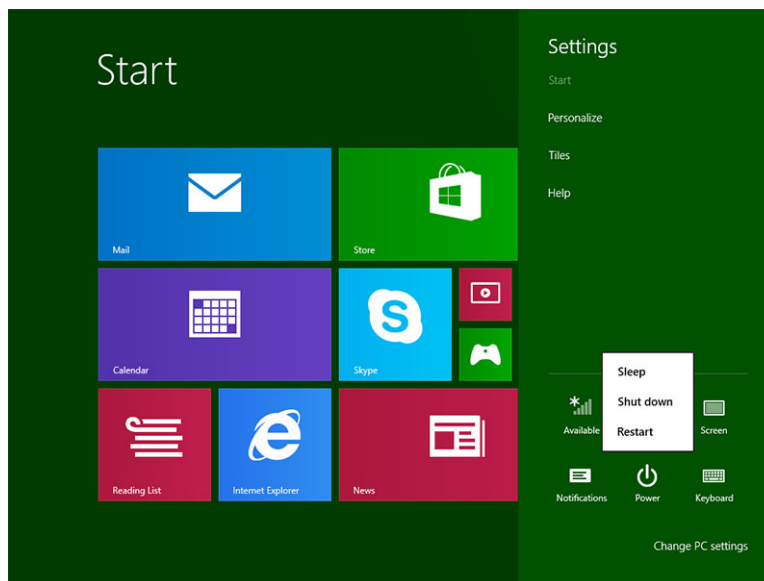 Start
Mail
Store
Calendar
Skype
Reading List
Internet Explorer
News
Settings
Start
Personalize
Tiles
Help
Sleep
Shut down
Restart
Available
Screen
Notifications
Power
Keyboard
Change PC settings